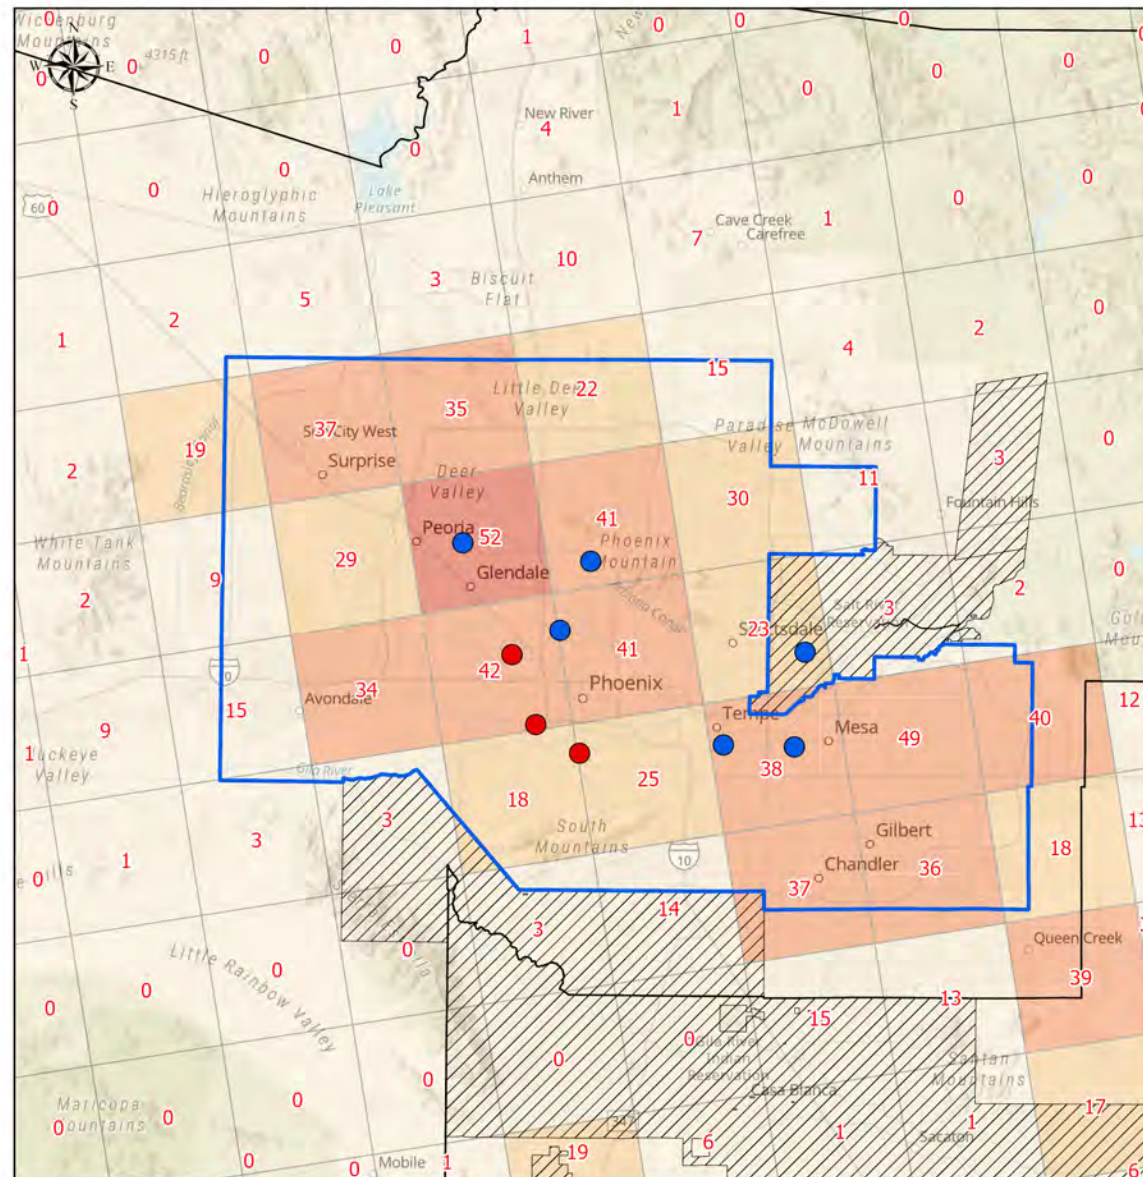 Wickenburg
Mountains
N
W
E
S
4315 ft
0
0
0
0
0
1
0
0
0
0
0
0
New River
4
1
0
Anthem
0
0
0
0
Hieroglyphic
Mountains
Lake
Pleasant
60
0
Cave Creek
Carefree
7
1
0
10
3
Biscuit
Flat
5
2
1
0
2
4
15
22
Little Deer
Valley
35
37
Sun City West
Surprise
19
2
Paradise
Valley
McDowell
Mountains
0
3
11
Fountain Hills
30
Deer
Valley
41
Phoenix
Mountain
Peoria
52
Glendale
29
White Tank
Mountains
9
2
0
2
3
Salt River
Reservation
Arizona Canal
Scottsdale
23
41
42
Phoenix
34
Avondale
1
15
9
1
Buckeye
Valley
Gila River
Tempe
Mesa
49
40
12
38
25
18
South
Mountains
3
3
1
0
10
Gilbert
Chandler
36
37
18
14
3
Queen Creek
39
13
15
Little Rainbow Valley
0
0
0
0
0
0
0
Gila River
Indian
Reservation
Casa Blanca
Santan
Mountains
17
Maricopa
Mountains
0
0
0
0
0
0
Mobile
1
19
347
6
1
1
Sacaton
6